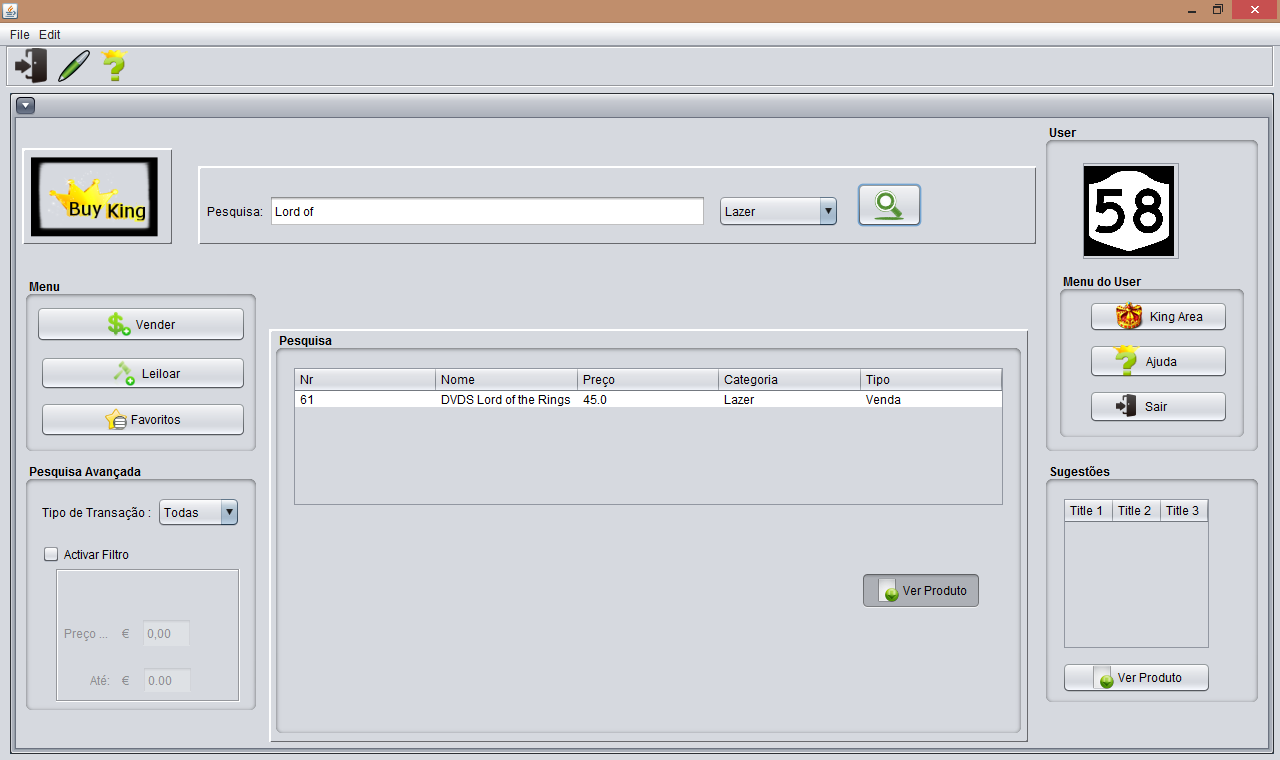 File Edit
Buy King
Pesquisa: Lord of Lazer
User
58
Menu do User
King Area
Ajuda
Sair
Menu
Vender
Leiloar
Favoritos
Pesquisa
Nr Nome Preço Categoria Tipo
61 DVDS Lord of the Rings 45.0 Lazer Venda
Ver Produto
Pesquisa Avançada
Tipo de Transação : Todas
Activar Filtro
Preço ... € 0,00
Até: € 0.00
Sugestões
Title 1 Title 2 Title 3
Ver Produto